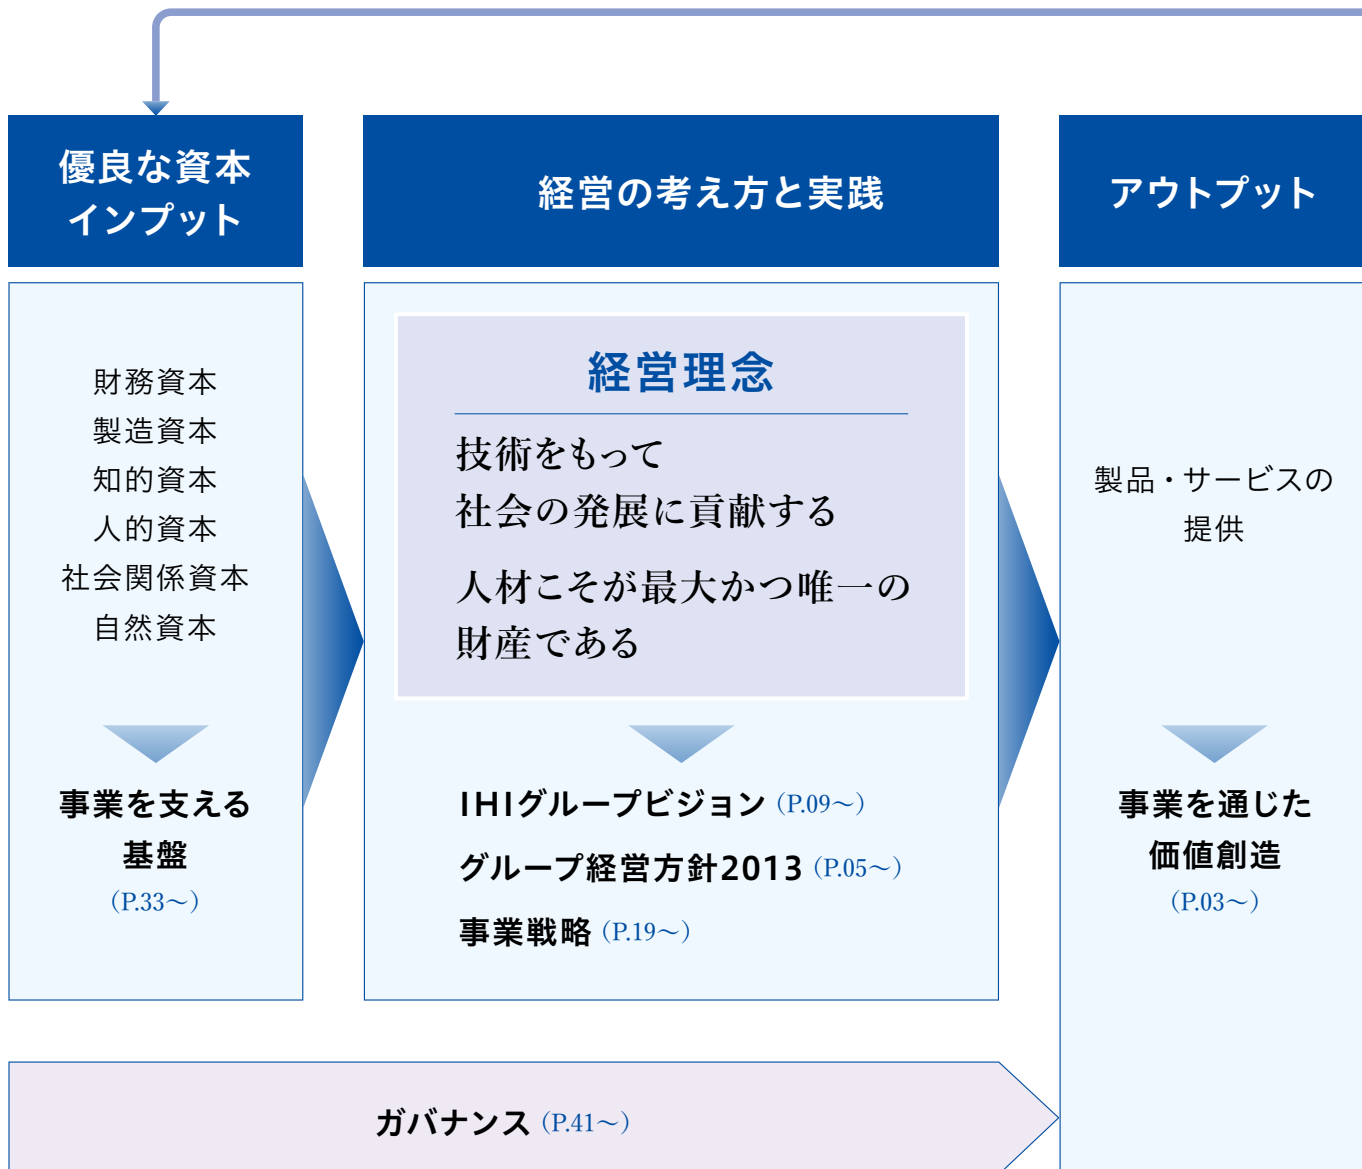 優良な資本
インプット
財務資本
製造資本
知的資本
人的資本
社会関係資本
自然資本
事業を支える
基盤
（P.33～）
経営の考え方と実践
経営理念
技術をもって
社会の発展に貢献する
人材こそが最大かつ唯一の
財産である
IHIグループビジョン（P.09～）
グループ経営方針2013（P.05～）
事業戦略（P.19～）
アウトプット
製品・サービスの
提供
事業を通じた
価値創造
（P.03～）
ガバナンス（P.41～）